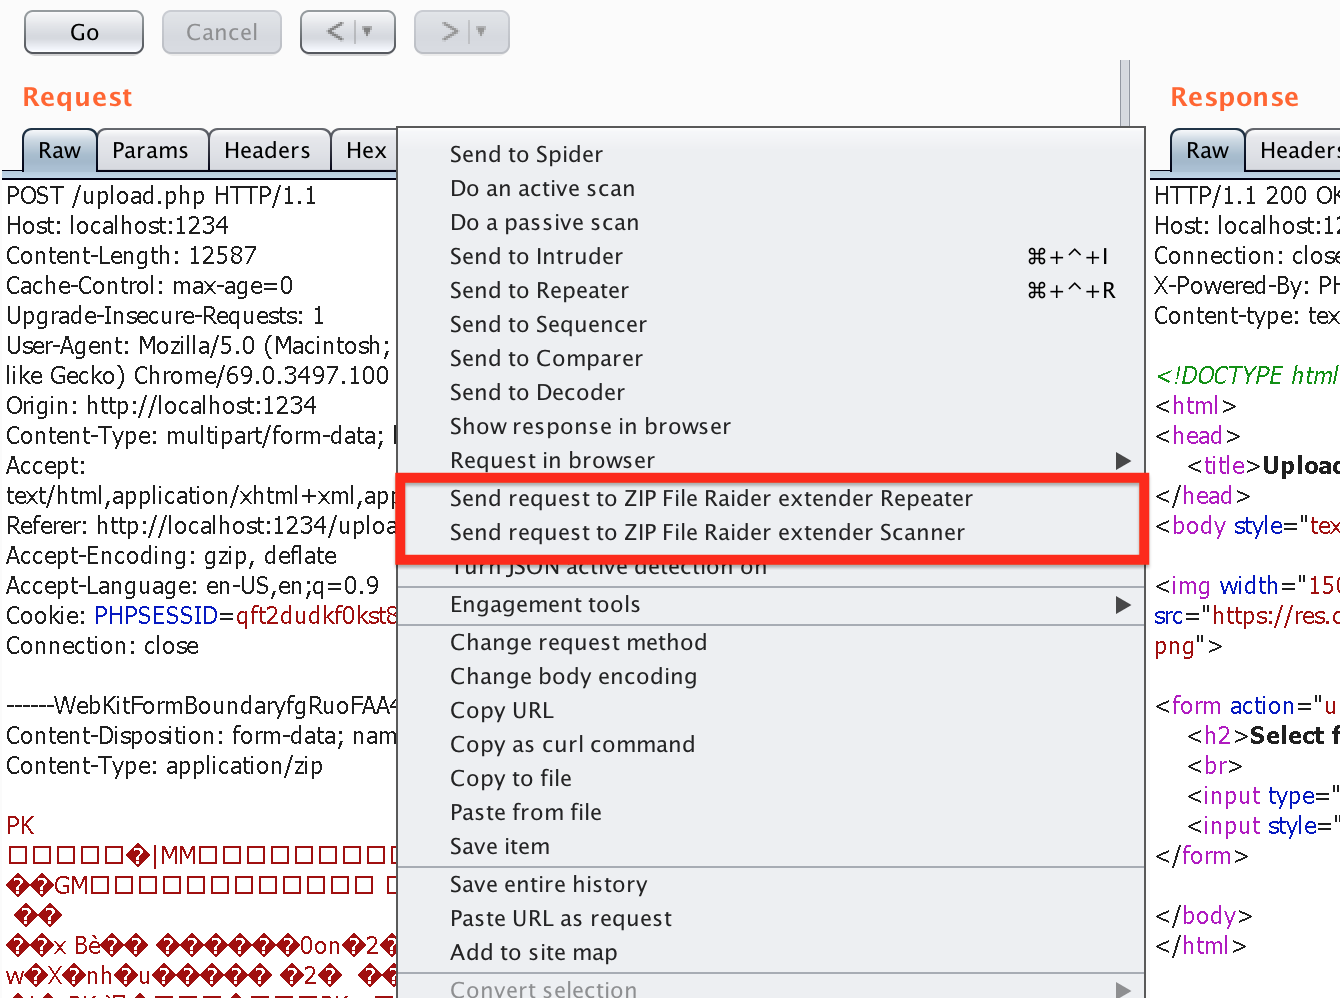 Go
Cancel
<
>
Request
Raw
Params
Headers
Hex
POST /upload.php HTTP/1.1
Host: localhost:1234
Content-Length: 12587
Cache-Control: max-age=0
Upgrade-Insecure-Requests: 1
User-Agent: Mozilla/5.0 (Macintosh;
like Gecko) Chrome/69.0.3497.100
Origin: http://localhost:1234
Content-Type: multipart/form-data;
Accept:
text/html,application/xhtml+xml,app
Referer: http://localhost:1234/uploa
Accept-Encoding: gzip, deflate
Accept-Language: en-US,en;q=0.9
Cookie: PHPSESSID=qft2dudkf0kst8
Connection: close
------WebKitFormBoundaryfgRuoFAA4
Content-Disposition: form-data; nam
Content-Type: application/zip
PK
□□□□□�|MM□□□□□□□□□
��GM□□□□□□□□□□□□
��
��x Bè�� ������0on�2�
w�X�nh�u����� �2� ��
Send to Spider
Do an active scan
Do a passive scan
Send to Intruder ⌘+^+I
Send to Repeater ⌘+^+R
Send to Sequencer
Send to Comparer
Send to Decoder
Show response in browser
Request in browser
Send request to ZIP File Raider extender Repeater
Send request to ZIP File Raider extender Scanner
Turn JSON active detection on
Engagement tools
Change request method
Change body encoding
Copy URL
Copy as curl command
Copy to file
Paste from file
Save item
Save entire history
Paste URL as request
Add to site map
Convert selection
Response
Raw
Headers
HTTP/1.1 200 OK
Host: localhost:12
Connection: close
X-Powered-By: PH
Content-type: tex
<!DOCTYPE html
<html>
<head>
<title>Upload
</head>
<body style="tex
<img width="150
src="https://res.c
png">
<form action="u
<h2>Select f
<br>
<input type="
<input style="
</form>
</body>
</html>